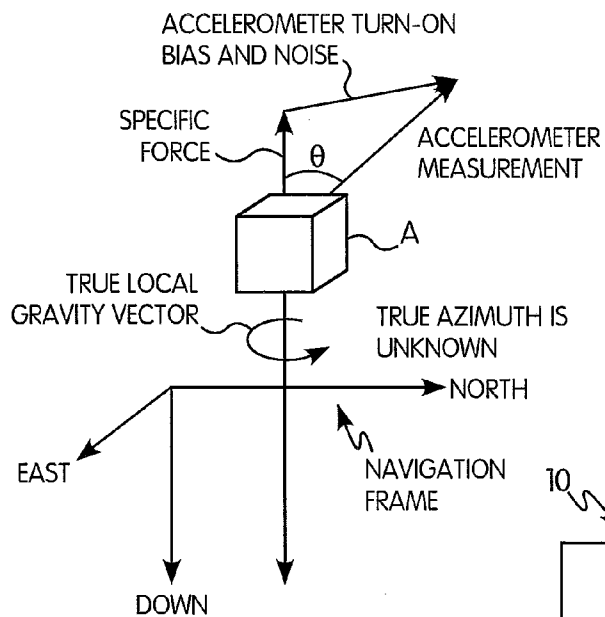 ACCELEROMETER TURN-ON
BIAS AND NOISE
SPECIFIC
FORCE
θ
ACCELEROMETER
MEASUREMENT
A
TRUE LOCAL
GRAVITY VECTOR
TRUE AZIMUTH IS
UNKNOWN
NORTH
EAST
NAVIGATION
FRAME
10
DOWN